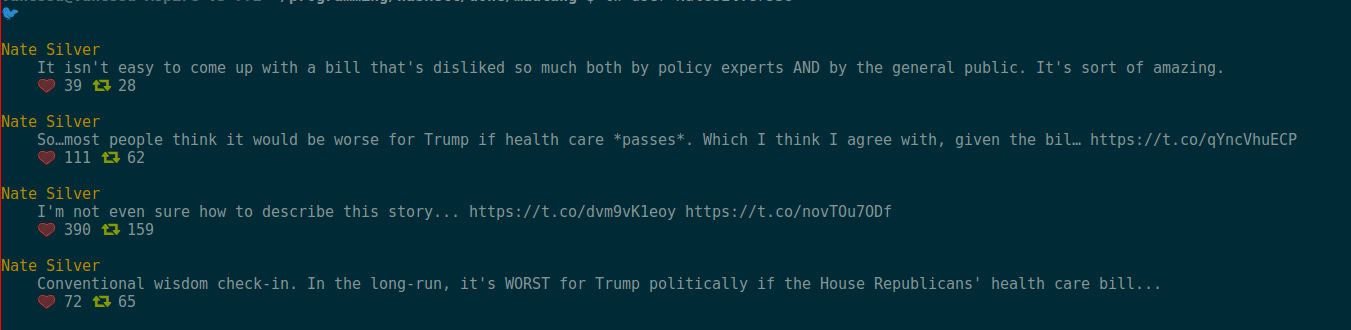 Nate Silver
It isn't easy to come up with a bill that's disliked so much both by policy experts AND by the general public. It's sort of amazing.
39 28
Nate Silver
So…most people think it would be worse for Trump if health care *passes*. Which I think I agree with, given the bil… https://t.co/qYncVhuECP
111 62
Nate Silver
I'm not even sure how to describe this story... https://t.co/dvm9vK1eoy https://t.co/novTOu7ODf
390 159
Nate Silver
Conventional wisdom check-in. In the long-run, it's WORST for Trump politically if the House Republicans' health care bill...
72 65